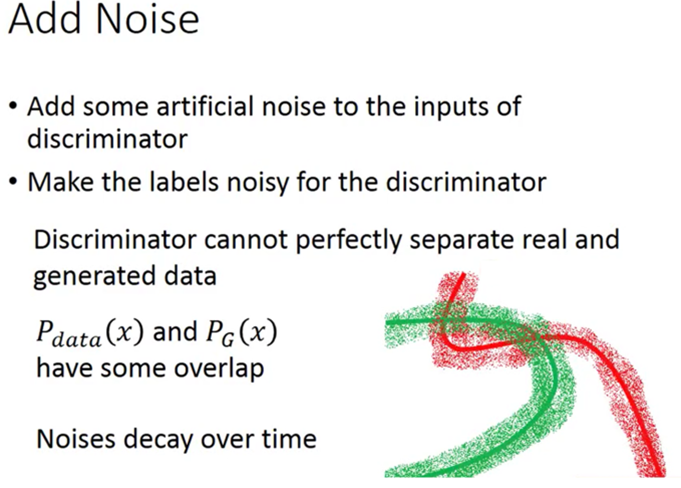 Add Noise
• Add some artificial noise to the inputs of
discriminator
• Make the labels noisy for the discriminator
Discriminator cannot perfectly separate real and
generated data
P_{data}(x) and P_G(x)
have some overlap
Noises decay over time